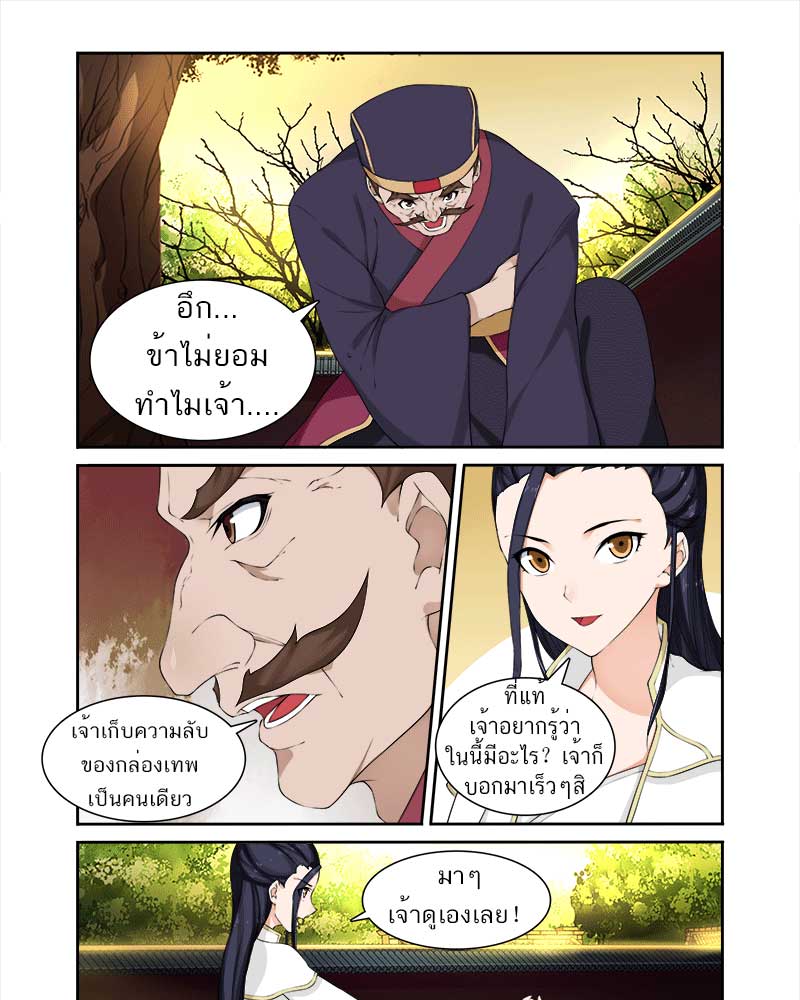 อึก...
ข้าไม่ยอม
ทำไมเจ้า....
เจ้าเก็บความลับ
ของกล่องเทพ
เป็นคนเดียว
ที่แท้
เจ้าอยากรู้ว่า
ในนี้มีอะไร? เจ้าก็
บอกมาเร็วๆสิ
มาๆ
เจ้าดูเองเลย!